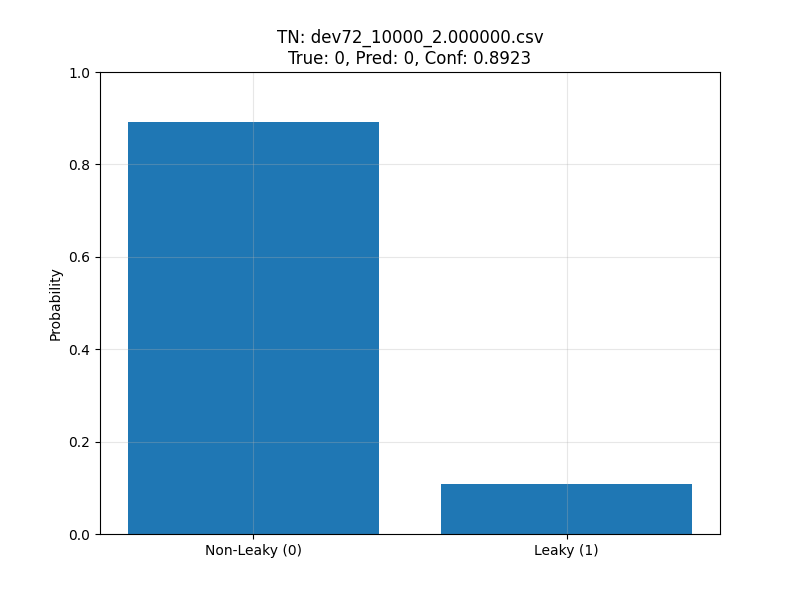 TN: dev72_10000_2.000000.csv
True: 0, Pred: 0, Conf: 0.8923
1.0
0.8
0.6
0.4
0.2
0.0
Probability
Non-Leaky (0)
Leaky (1)